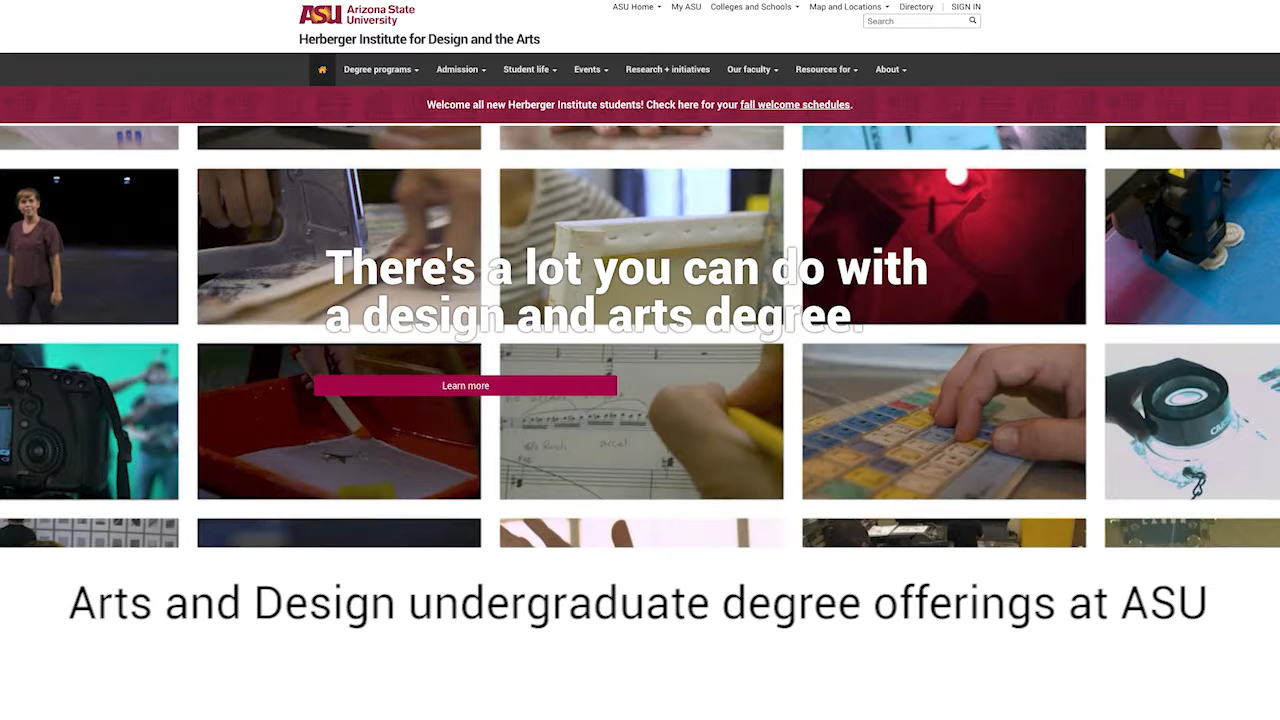 ASU Arizona State
University
Herberger Institute for Design and the Arts
ASU Home My ASU Colleges and Schools Map and Locations Directory SIGN IN
Search
Degree programs Admission Student life Events Research + initiatives Our faculty Resources for About
Welcome all new Herberger Institute students! Check here for your fall welcome schedules.
There's a lot you can do with
a design and arts degree.
Learn more
Arts and Design undergraduate degree offerings at ASU